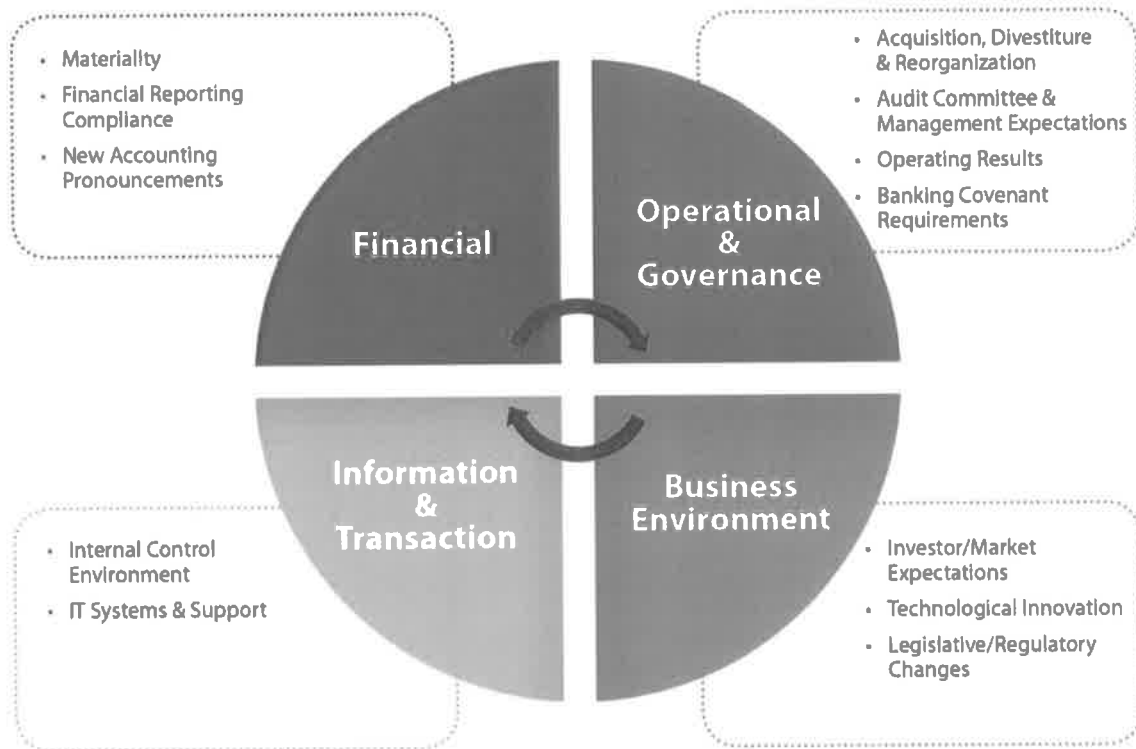 • Materiality
• Financial Reporting
Compliance
• New Accounting
Pronouncements
• Acquisition, Divestiture
& Reorganization
• Audit Committee &
Management Expectations
• Operating Results
• Banking Covenant
Requirements
Financial
Operational
&
Governance
Information
&
Transaction
Business
Environment
• Internal Control
Environment
• IT Systems & Support
• Investor/Market
Expectations
• Technological Innovation
• Legislative/Regulatory
Changes